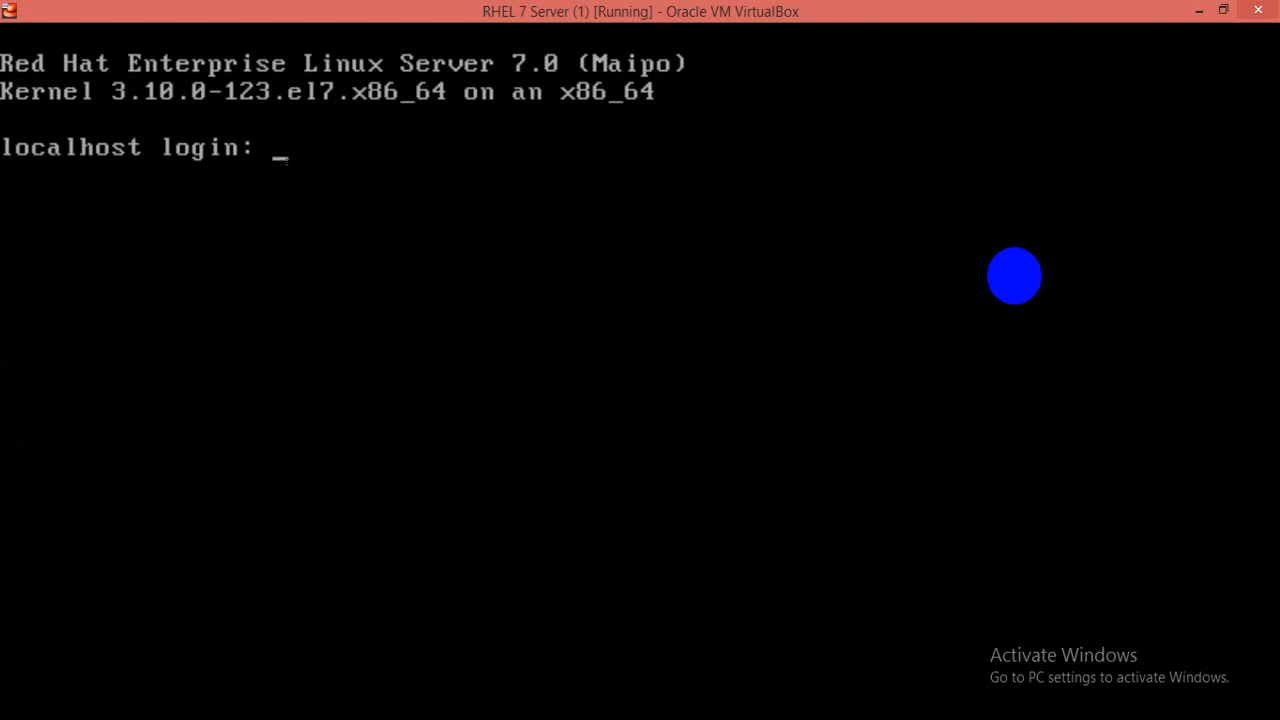 RHEL 7 Server (1) [Running] - Oracle VM VirtualBox
Red Hat Enterprise Linux Server 7.0 (Maipo)
Kernel 3.10.0-123.el7.x86_64 on an x86_64
localhost login: _
Activate Windows
Go to PC settings to activate Windows.